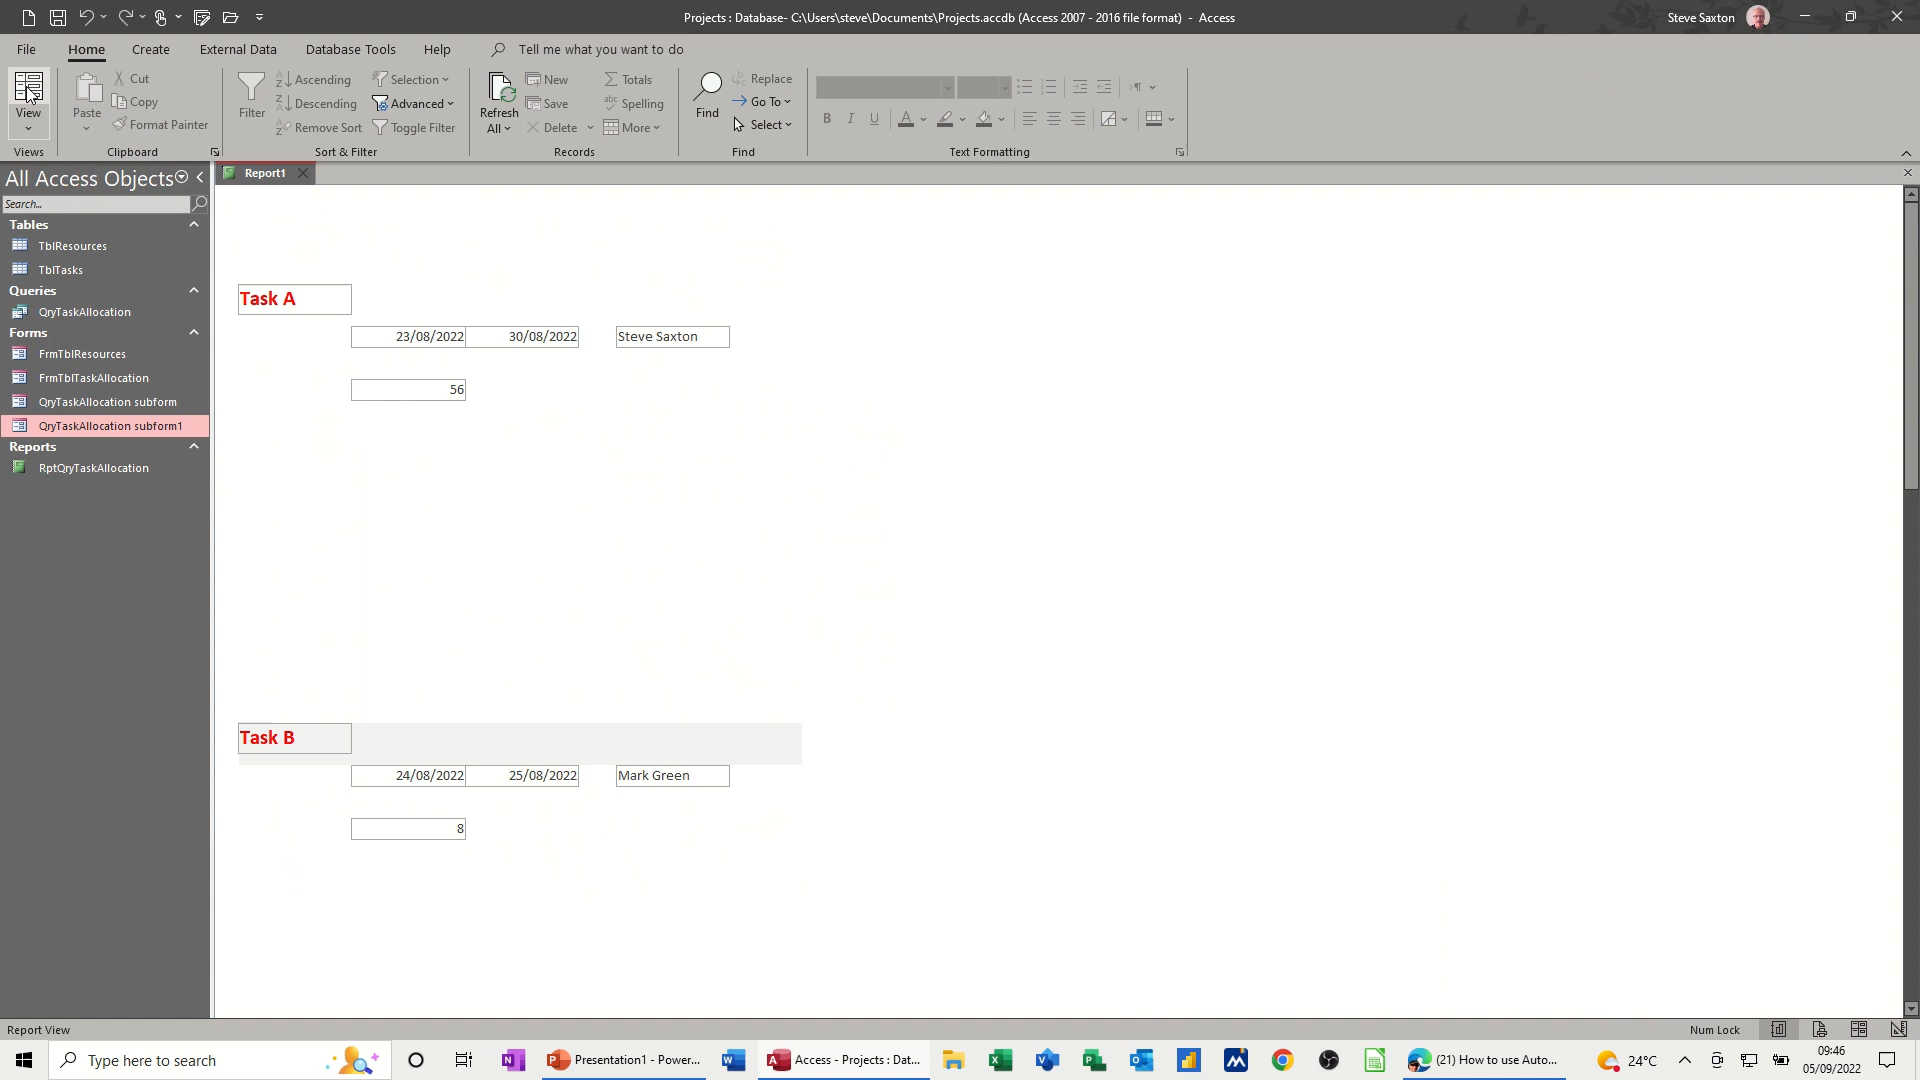 Projects : Database- C:\Users\steve\Documents\Projects.accdb (Access 2007 - 2016 file format) - Access
Steve Saxton
File Home Create External Data Database Tools Help Tell me what you want to do
View
Views
Paste
Cut
Copy
Format Painter
Clipboard
Filter
Ascending
Descending
Remove Sort
Selection
Advanced
Toggle Filter
Sort & Filter
Refresh
All
New
Save
Delete
Totals
Spelling
More
Records
Find
Replace
Go To
Select
Find
B I U A
Text Formatting
All Access Objects
Search...
Tables
TblResources
TblTasks
Queries
QryTaskAllocation
Forms
FrmTblResources
FrmTblTaskAllocation
QryTaskAllocation subform
QryTaskAllocation subform1
Reports
RptQryTaskAllocation
Report1
Task A
23/08/2022 30/08/2022 Steve Saxton
56
Task B
24/08/2022 25/08/2022 Mark Green
8
Report View
Num Lock
Type here to search
Presentation1 - Power...
Access - Projects : Dat...
(21) How to use Auto...
24°C
09:46
05/09/2022